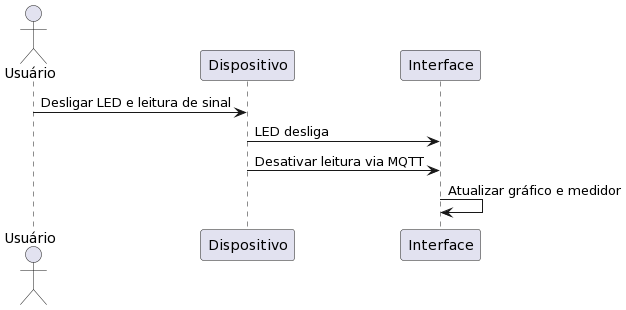 Usuário
Dispositivo
Interface
Desligar LED e leitura de sinal
LED desliga
Desativar leitura via MQTT
Atualizar gráfico e medidor
Usuário
Dispositivo
Interface